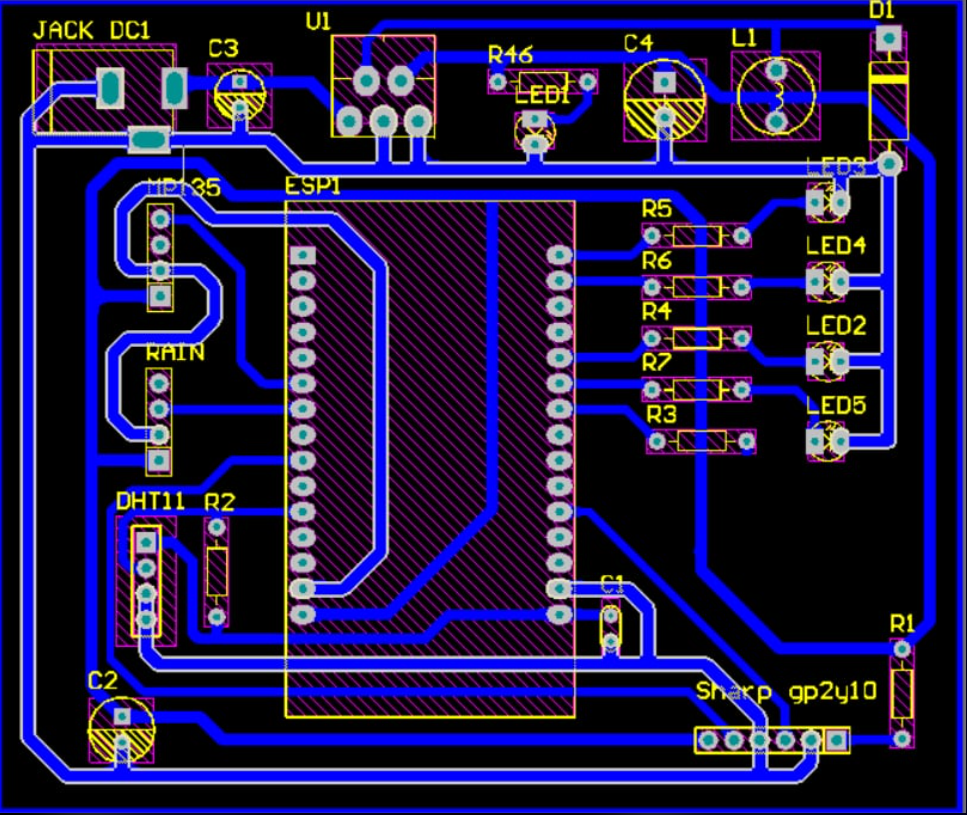 JACK DC1
C3
U1
R46
LED1
C4
L1
D1
ESP1
LED3
R5
R6
LED4
R4
LED2
R7
R3
LED5
RAIN
DHT11
R2
C1
R1
C2
Sharp gp2y10